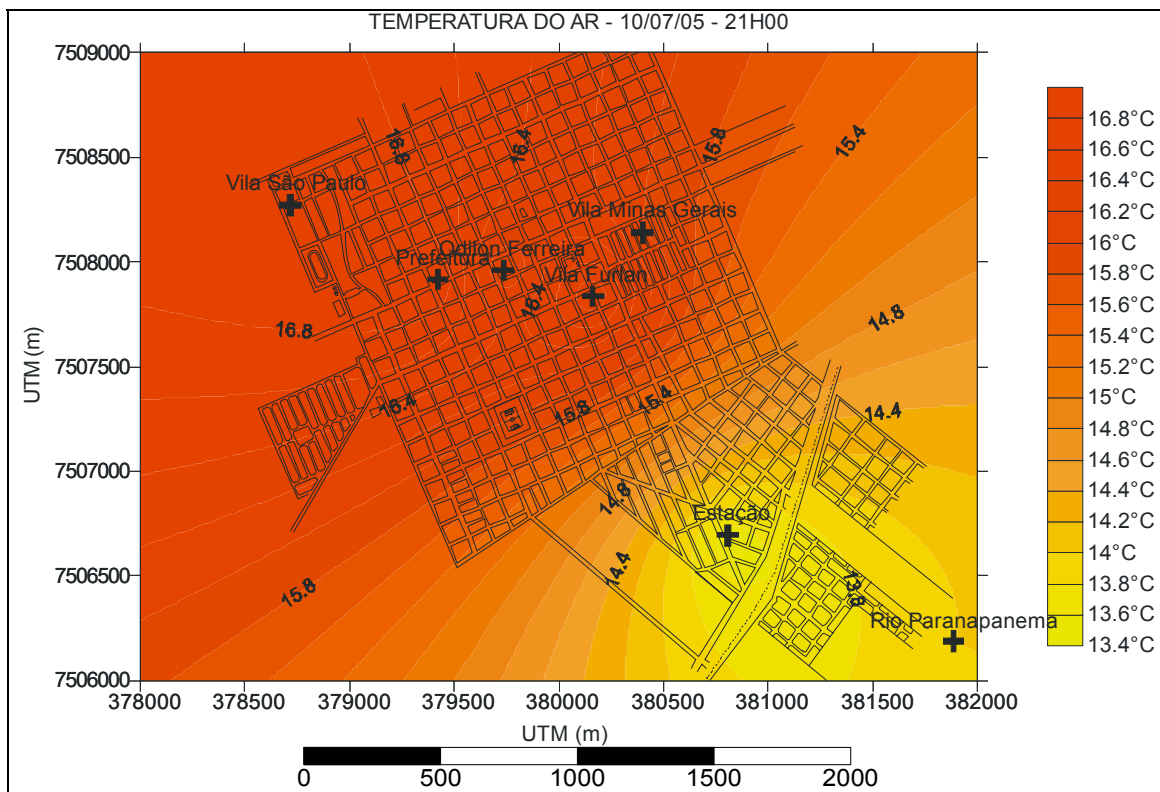 TEMPERATURA DO AR - 10/07/05 - 21H00
7509000
7508500
7508000
7507500
7507000
7506500
7506000
UTM (m)
16.8
16.4
15.8
15.4
Vila São Paulo
Vila Minas Gerais
Odilon Ferreira
Prefeitura
Vila Furlan
16.4
14.8
16.8
16.4
15.8
15.4
14.4
14.8
Estação
14.4
13.8
15.8
Rio Paranapanema
378000 378500 379000 379500 380000 380500 381000 381500 382000
UTM (m)
0 500 1000 1500 2000
16.8°C
16.6°C
16.4°C
16.2°C
16°C
15.8°C
15.6°C
15.4°C
15.2°C
15°C
14.8°C
14.6°C
14.4°C
14.2°C
14°C
13.8°C
13.6°C
13.4°C